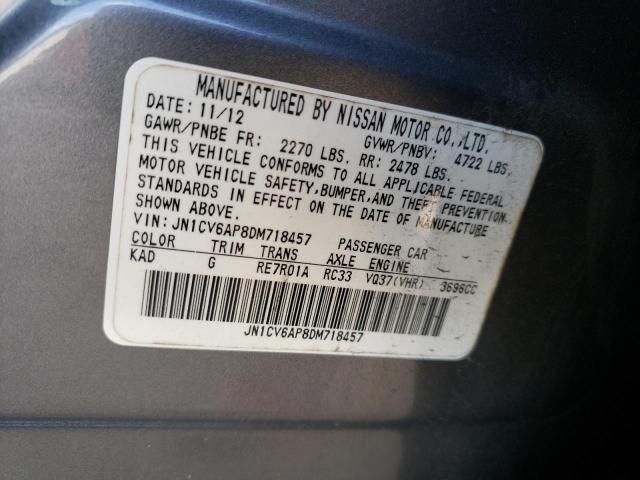 MANUFACTURED BY NISSAN MOTOR CO.,LTD.
DATE: 11/12 GVWR/PNBV: 4722 LBS.
GAWR/PNBE FR: 2270 LBS. RR: 2478 LBS.
THIS VEHICLE CONFORMS TO ALL APPLICABLE FEDERAL
MOTOR VEHICLE SAFETY,BUMPER,AND THEFT PREVENTION
STANDARDS IN EFFECT ON THE DATE OF MANUFACTURE
SHOWN ABOVE.
VIN: JN1CV6AP8DM718457 PASSENGER CAR
COLOR TRIM TRANS AXLE ENGINE
KAD G RE7R01A RC33 VQ37(VHR) 3696CC
JN1CV6AP8DM718457